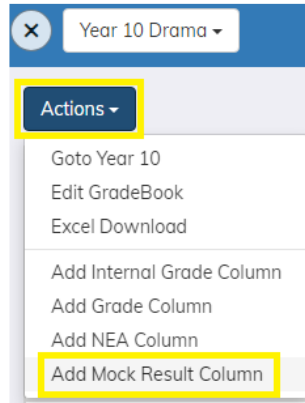 Year 10 Drama
Actions
Goto Year 10
Edit GradeBook
Excel Download
Add Internal Grade Column
Add Grade Column
Add NEA Column
Add Mock Result Column